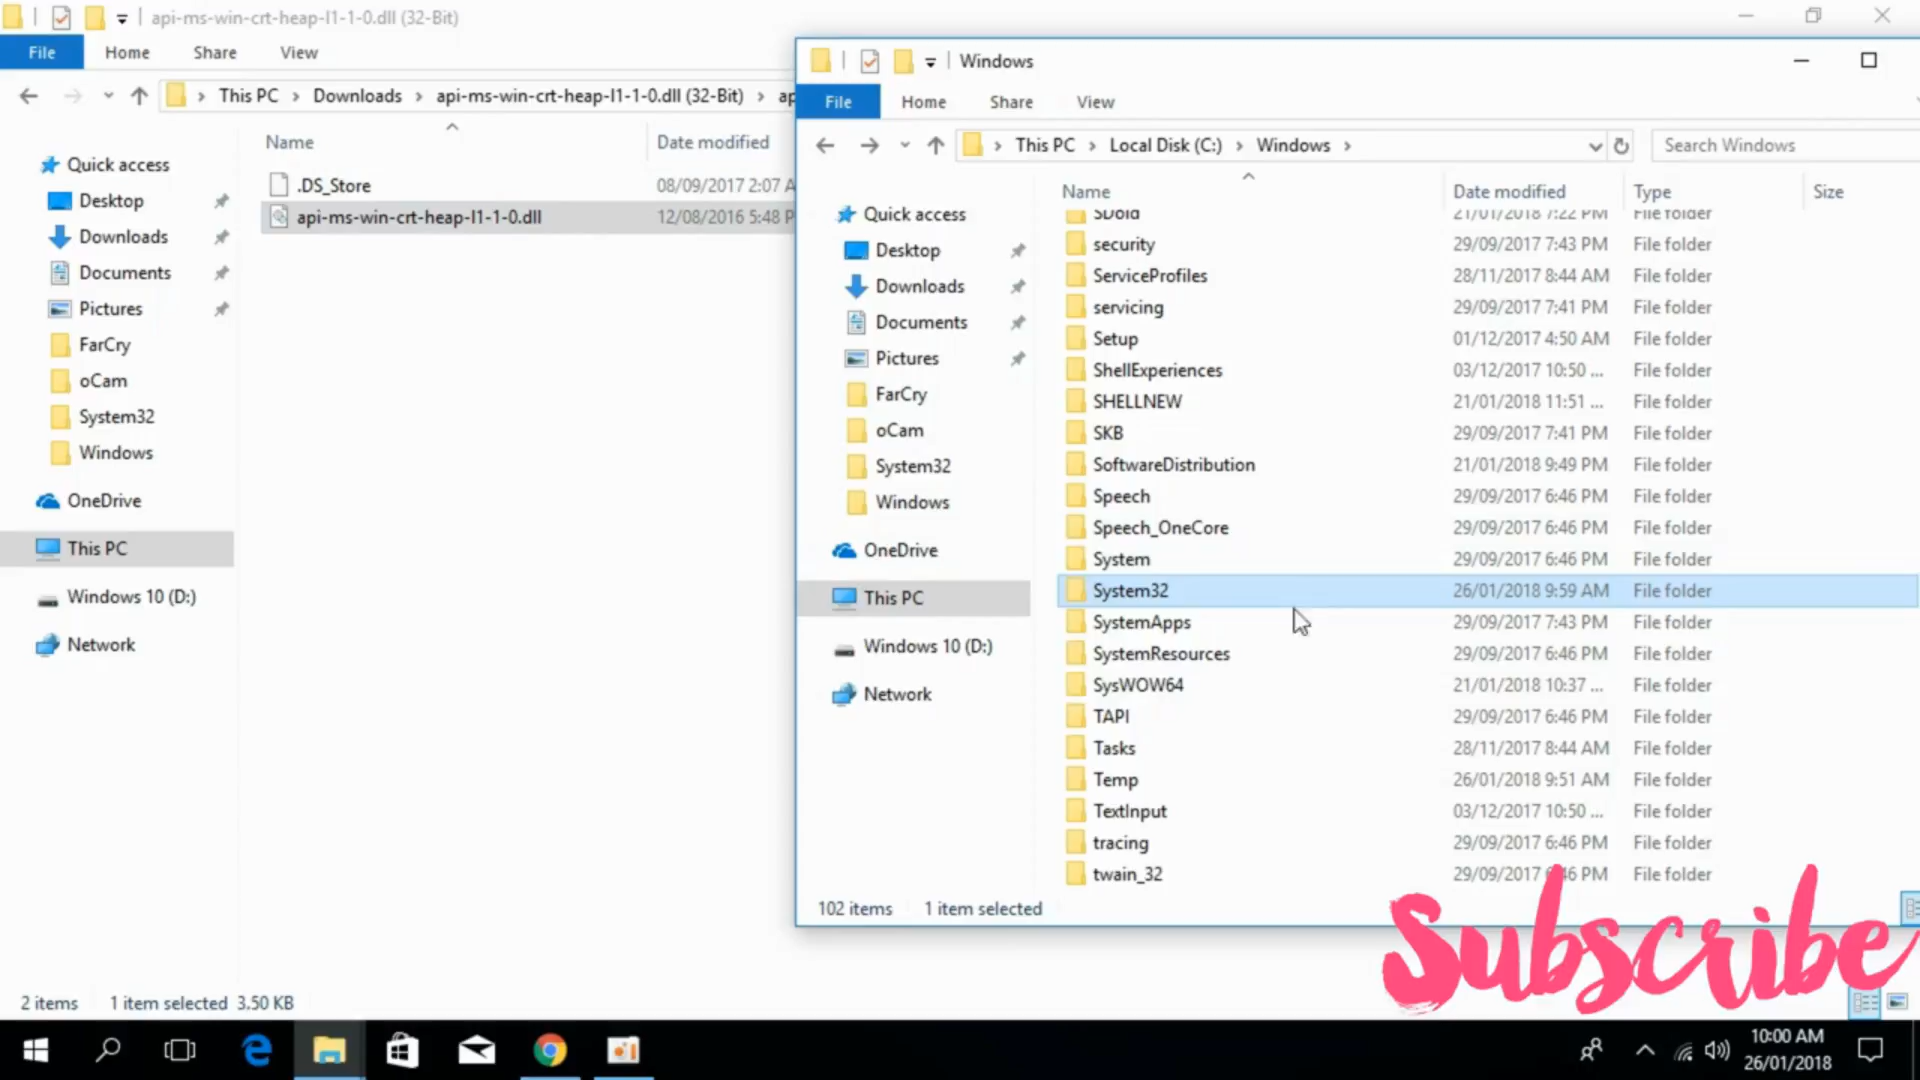 api-ms-win-crt-heap-l1-1-0.dll (32-Bit)
File Home Share View
This PC Downloads api-ms-win-crt-heap-l1-1-0.dll (32-Bit) ap
Name Date modified
Quick access
Desktop
Downloads
Documents
Pictures
FarCry
oCam
System32
Windows
OneDrive
This PC
Windows 10 (D:)
Network
.DS_Store 08/09/2017 2:07 A
api-ms-win-crt-heap-l1-1-0.dll 12/08/2016 5:48 P
2 items 1 item selected 3.50 KB
Windows
File Home Share View
This PC Local Disk (C:) Windows Search Windows
Name Date modified Type Size
Quick access
Desktop
Downloads
Documents
Pictures
FarCry
oCam
System32
Windows
OneDrive
This PC
Windows 10 (D:)
Network
SDold 21/01/2018 7:22 PM File folder
security 29/09/2017 7:43 PM File folder
ServiceProfiles 28/11/2017 8:44 AM File folder
servicing 29/09/2017 7:41 PM File folder
Setup 01/12/2017 4:50 AM File folder
ShellExperiences 03/12/2017 10:50 ... File folder
SHELLNEW 21/01/2018 11:51 ... File folder
SKB 29/09/2017 7:41 PM File folder
SoftwareDistribution 21/01/2018 9:49 PM File folder
Speech 29/09/2017 6:46 PM File folder
Speech_OneCore 29/09/2017 6:46 PM File folder
System 29/09/2017 6:46 PM File folder
System32 26/01/2018 9:59 AM File folder
SystemApps 29/09/2017 7:43 PM File folder
SystemResources 29/09/2017 6:46 PM File folder
SysWOW64 21/01/2018 10:37 ... File folder
TAPI 29/09/2017 6:46 PM File folder
Tasks 28/11/2017 8:44 AM File folder
Temp 26/01/2018 9:51 AM File folder
TextInput 03/12/2017 10:50 ... File folder
tracing 29/09/2017 6:46 PM File folder
twain_32 29/09/2017 6:46 PM File folder
102 items 1 item selected
Subscribe
10:00 AM
26/01/2018